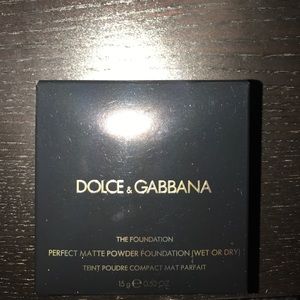 DOLCE & GABBANA
THE FOUNDATION
PERFECT MATTE POWDER FOUNDATION (WET OR DRY)
TEINT POUDRE COMPACT MAT PARFAIT
15 g ℮ 0.52 OZ